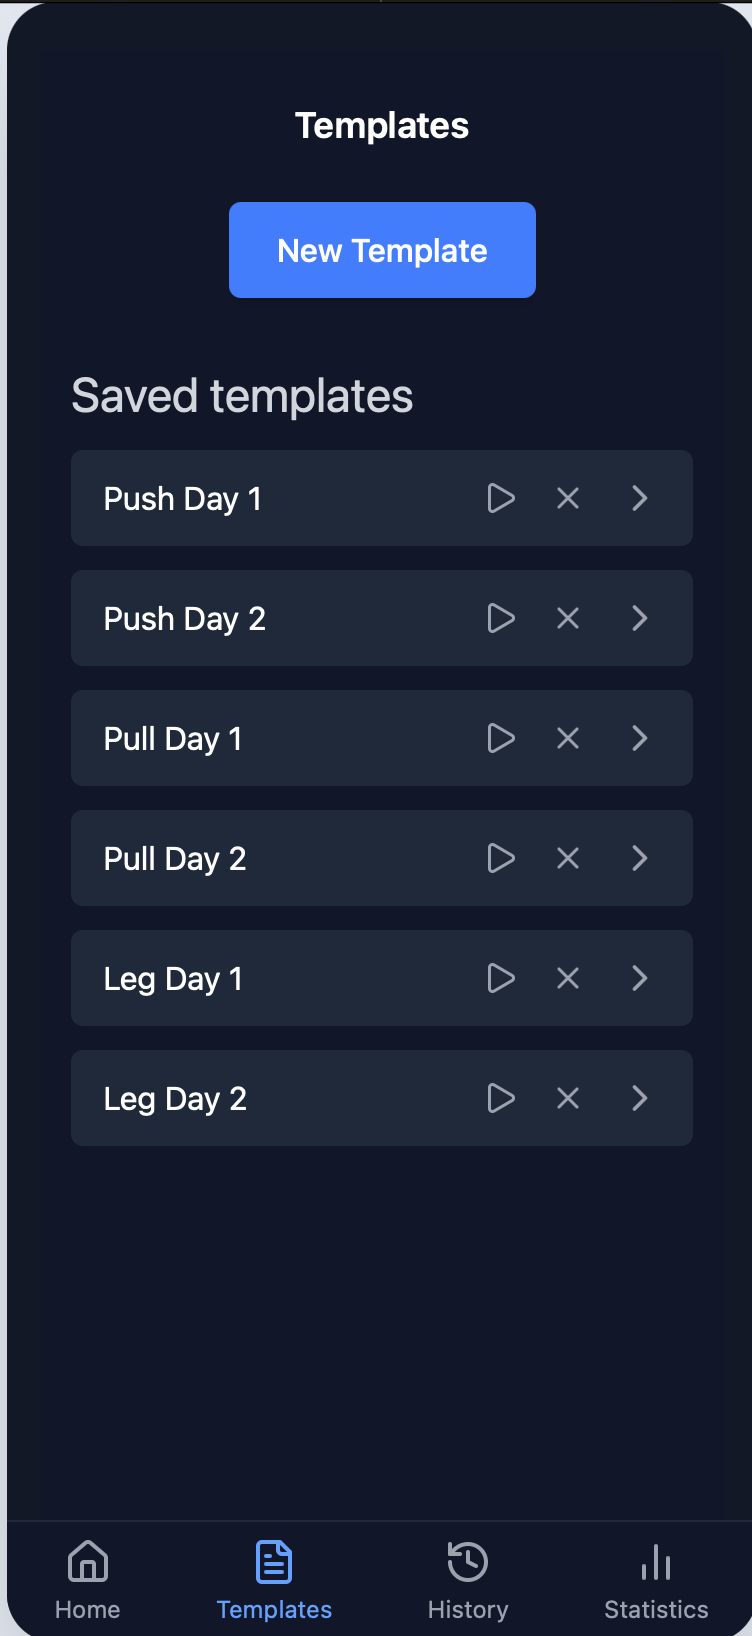 Templates
New Template
Saved templates
Push Day 1
Push Day 2
Pull Day 1
Pull Day 2
Leg Day 1
Leg Day 2
Home Templates History Statistics